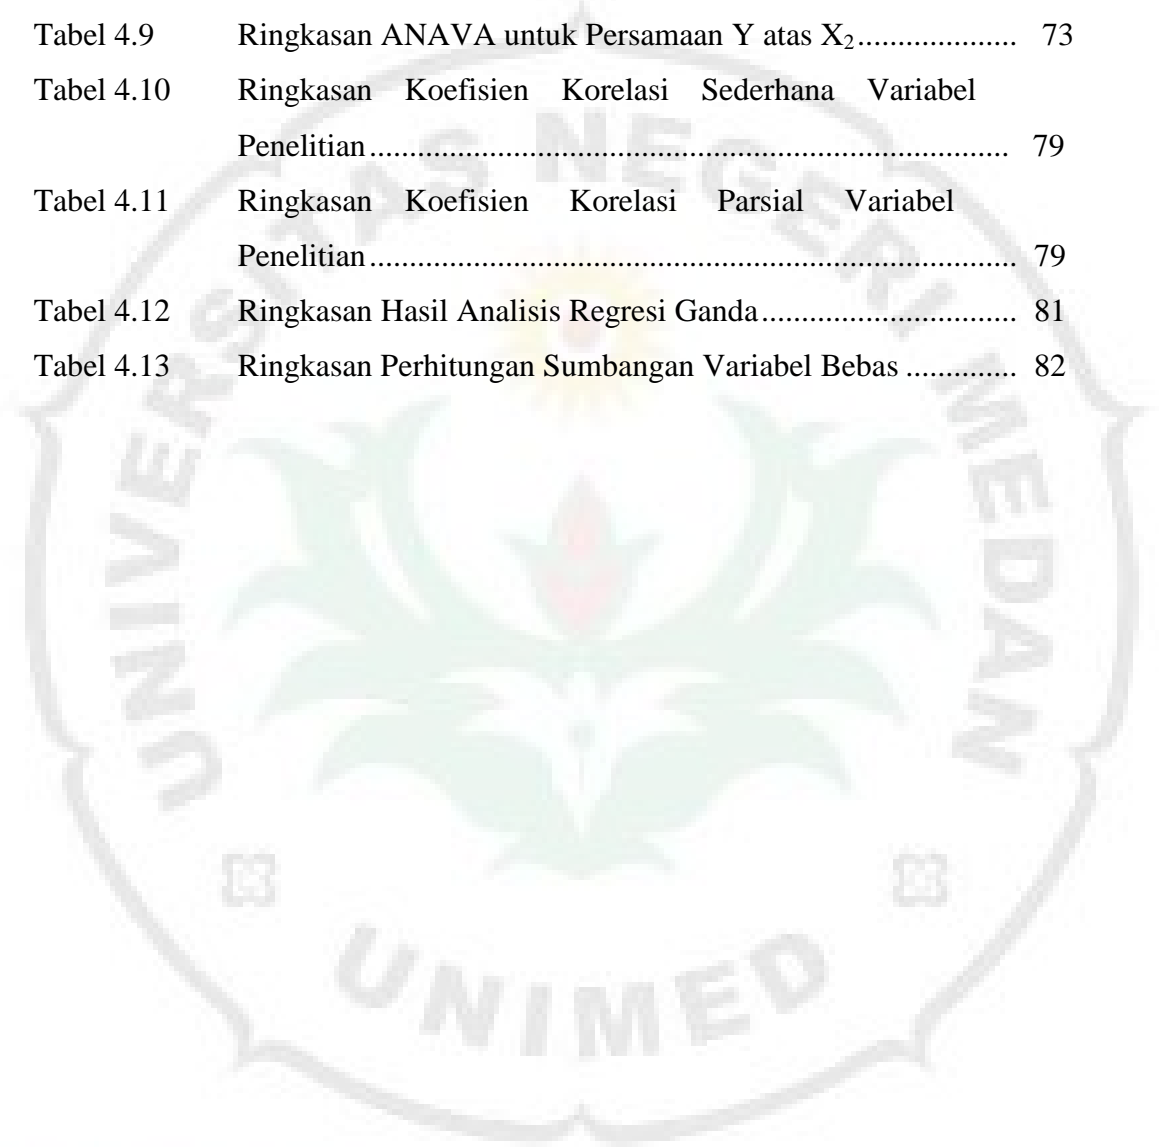 Tabel 4.9 Ringkasan ANAVA untuk Persamaan Y atas X₂.................... 73
Tabel 4.10 Ringkasan Koefisien Korelasi Sederhana Variabel
Penelitian................................................................................ 79
Tabel 4.11 Ringkasan Koefisien Korelasi Parsial Variabel
Penelitian................................................................................. 79
Tabel 4.12 Ringkasan Hasil Analisis Regresi Ganda................................ 81
Tabel 4.13 Ringkasan Perhitungan Sumbangan Variabel Bebas .............. 82
UNIVERSITAS NEGERI MEDAN
UNIMED